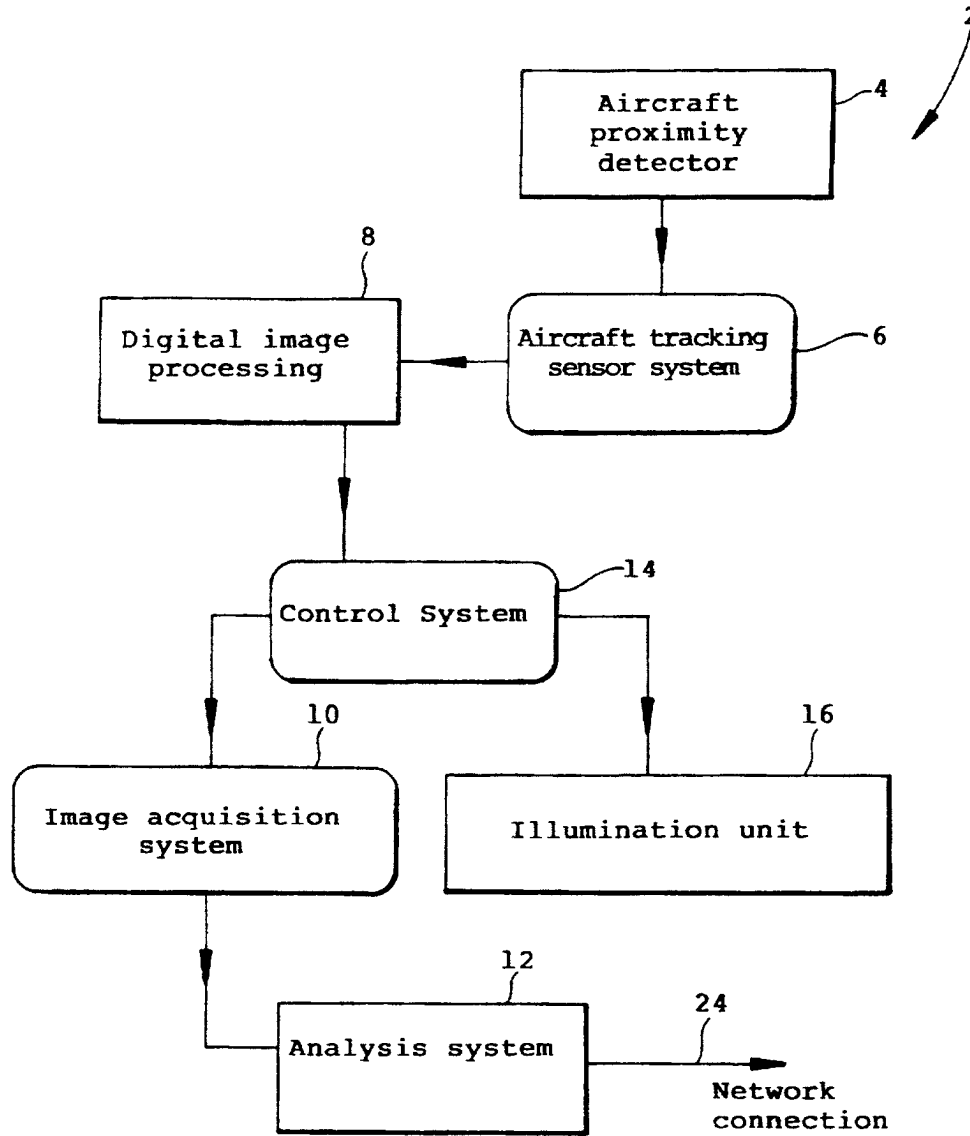 2
Aircraft
proximity
detector
4
8
Digital image
processing
Aircraft tracking
sensor system
6
Control System
14
10
Image acquisition
system
16
Illumination unit
12
Analysis system
24
Network
connection